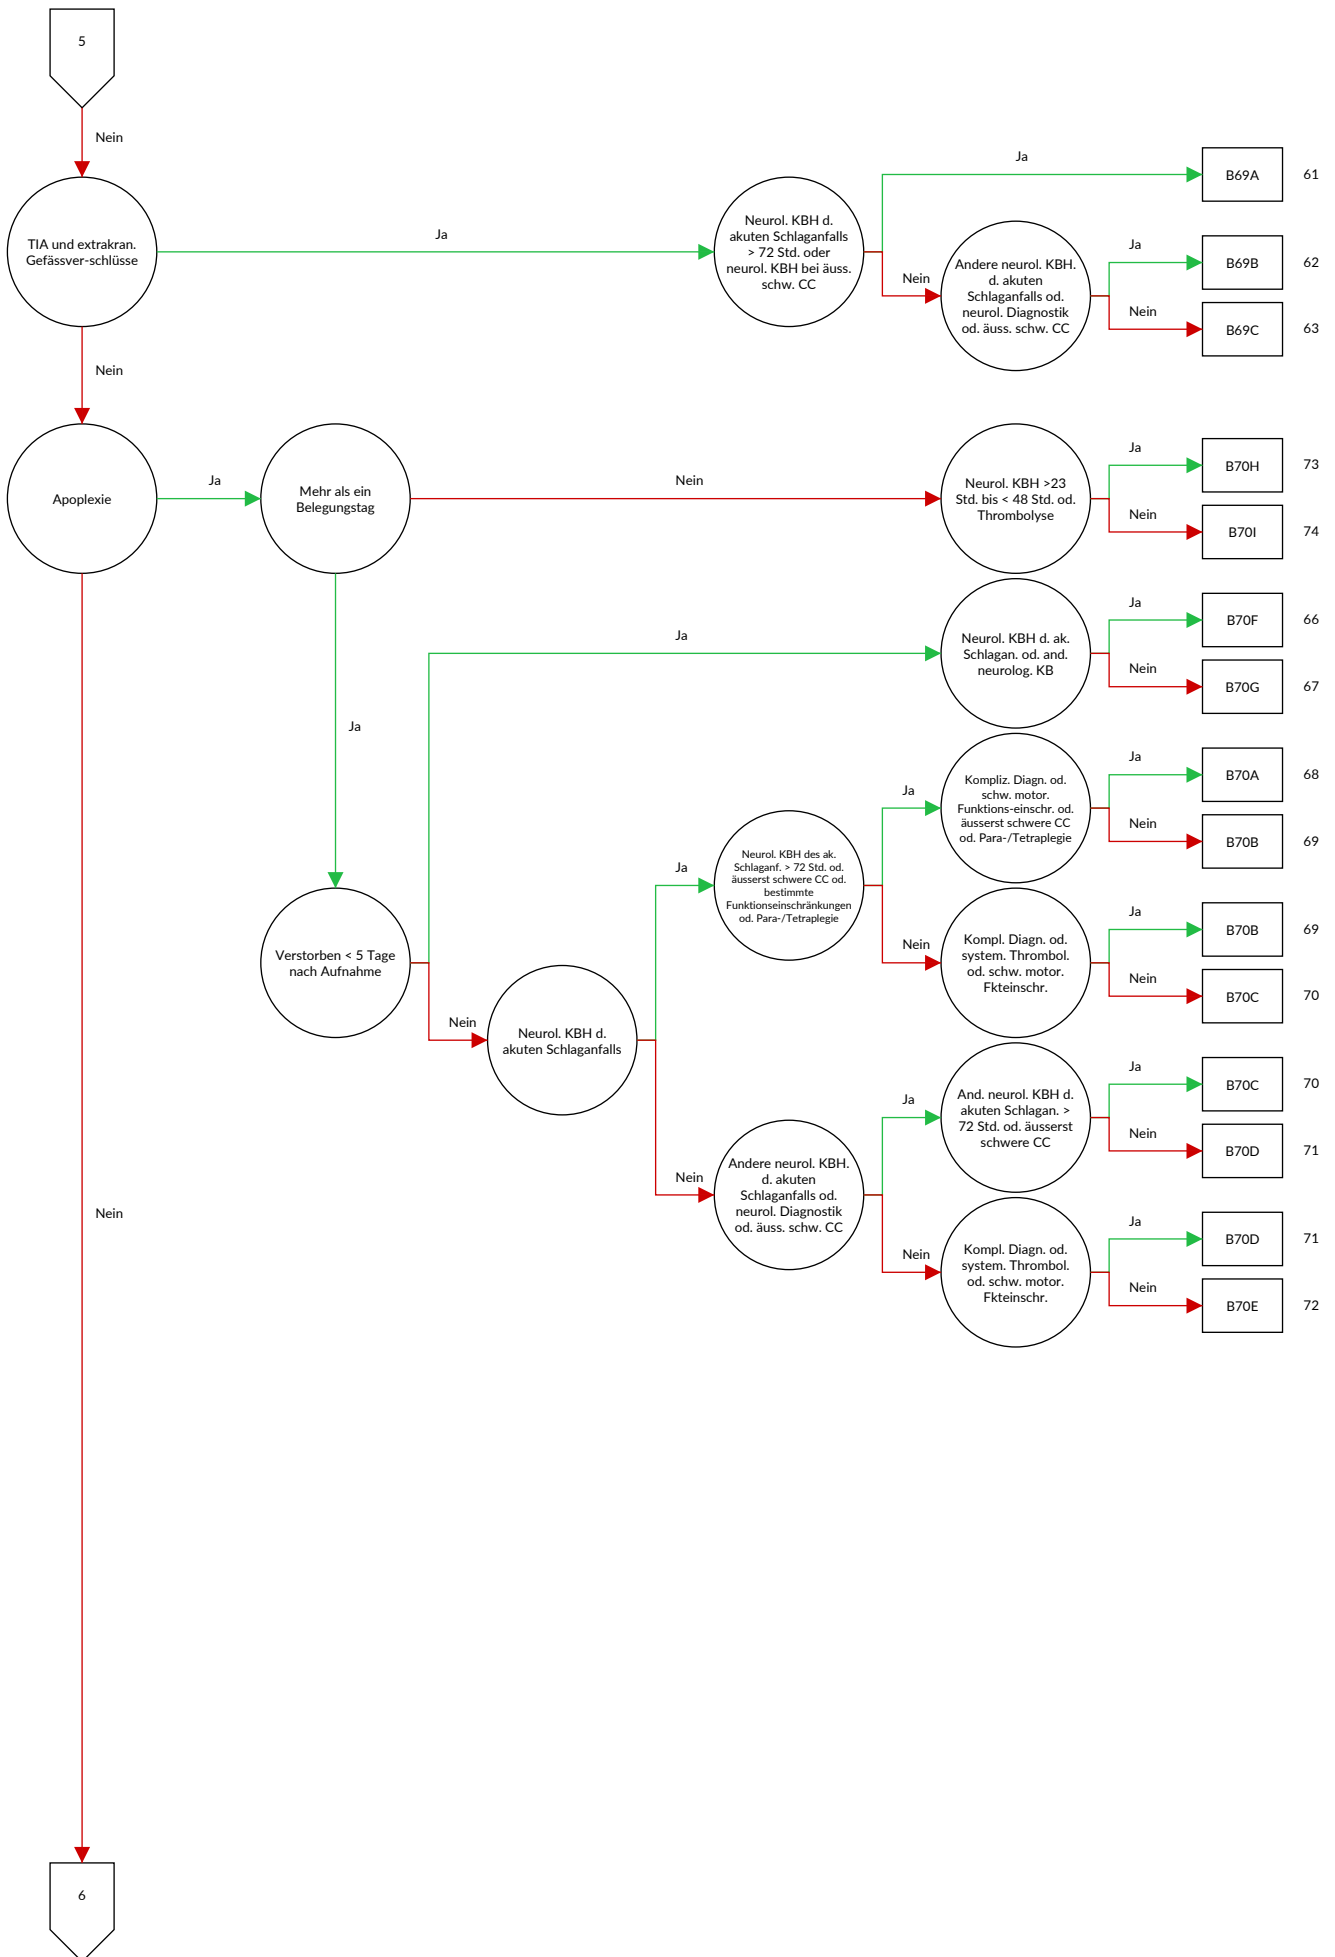 5
Nein
TIA und extrakran.
Gefässver-schlüsse
Ja
Neurol. KBH d.
akuten Schlaganfalls
> 72 Std. oder
neurol. KBH bei äuss.
schw. CC
Ja
B69A
61
Nein
Andere neurol. KBH.
d. akuten
Schlaganfalls od.
neurol. Diagnostik
od. äuss. schw. CC
Ja
B69B
62
Nein
B69C
63
Nein
Apoplexie
Ja
Mehr als ein
Belegungstag
Nein
Neurol. KBH >23
Std. bis < 48 Std. od.
Thrombolyse
Ja
B70H
73
Nein
B70I
74
Ja
Verstorben < 5 Tage
nach Aufnahme
Ja
Neurol. KBH d. ak.
Schlagan. od. and.
neurolog. KB
Ja
B70F
66
Nein
B70G
67
Nein
Neurol. KBH d.
akuten Schlaganfalls
Ja
Neurol. KBH des ak.
Schlaganf. > 72 Std. od.
äusserst schwere CC od.
bestimmte
Funktionseinschränkungen
od. Para-/Tetraplegie
Ja
Kompliz. Diagn. od.
schw. motor.
Funktions-einschr. od.
äusserst schwere CC
od. Para-/Tetraplegie
Ja
B70A
68
Nein
B70B
69
Nein
Kompl. Diagn. od.
system. Thrombol.
od. schw. motor.
Fkteinschr.
Ja
B70B
69
Nein
B70C
70
Nein
Andere neurol. KBH.
d. akuten
Schlaganfalls od.
neurol. Diagnostik
od. äuss. schw. CC
Ja
And. neurol. KBH d.
akuten Schlagan. >
72 Std. od. äusserst
schwere CC
Ja
B70C
70
Nein
B70D
71
Nein
Kompl. Diagn. od.
system. Thrombol.
od. schw. motor.
Fkteinschr.
Ja
B70D
71
Nein
B70E
72
Nein
6